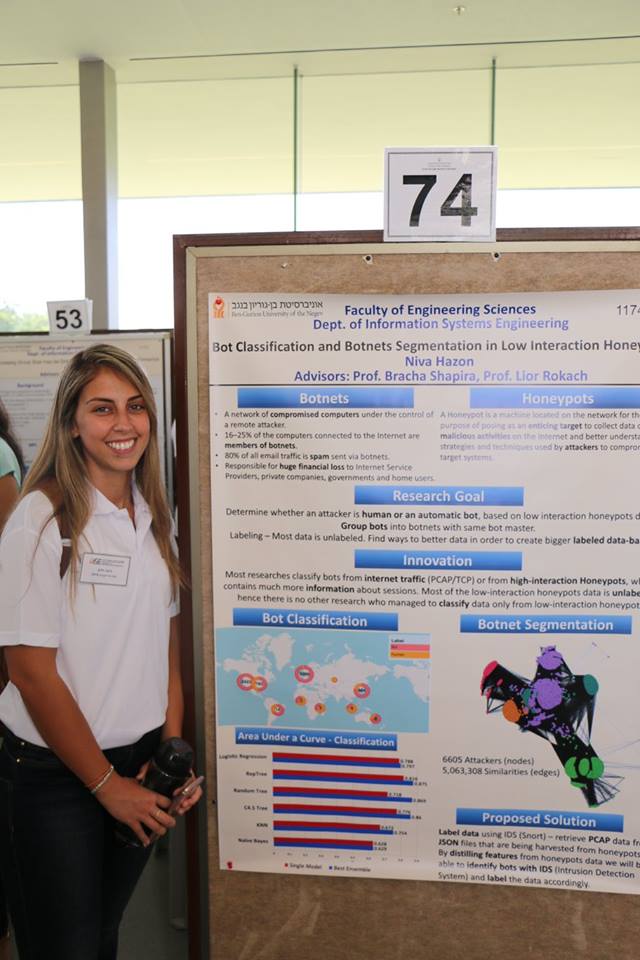 74
53
אוניברסיטת בן-גוריון בנגב
Ben-Gurion University of the Negev
Faculty of Engineering Sciences
1174
Dept. of Information Systems Engineering
Bot Classification and Botnets Segmentation in Low Interaction Honey
Niva Hazon
Advisors: Prof. Bracha Shapira, Prof. Lior Rokach
Botnets
• A network of compromised computers under the control of
a remote attacker.
• 16–25% of the computers connected to the Internet are
members of botnets.
• 80% of all email traffic is spam sent via botnets.
• Responsible for huge financial loss to Internet Service
Providers, private companies, governments and home users.
Honeypots
A Honeypot is a machine located on the network for th
purpose of posing as an enticing target to collect data o
malicious activities on the Internet and better understa
strategies and techniques used by attackers to compro
target systems.
Research Goal
Determine whether an attacker is human or an automatic bot, based on low interaction honeypots d
Group bots into botnets with same bot master.
Labeling – Most data is unlabeled. Find ways to better data in order to create bigger labeled data-ba
Innovation
Most researches classify bots from internet traffic (PCAP/TCP) or from high-interaction Honeypots, wh
contains much more information about sessions. Most of the low-interaction honeypots data is unlabe
hence there is no other research who managed to classify data only from low-interaction honeypot
Bot Classification
Label
Area Under a Curve - Classification
Logistic Regression
RepTree
Random Tree
C4.5 Tree
KNN
Naive Bayes
Single Model
Best Ensemble
Botnet Segmentation
6605 Attackers (nodes)
5,063,308 Similarities (edges)
Proposed Solution
Label data using IDS (Snort) – retrieve PCAP data fr
JSON files that are being harvested from honeypots
By distilling features from honeypots data we will b
able to identify bots with IDS (Intrusion Detection
System) and label the data accordingly.